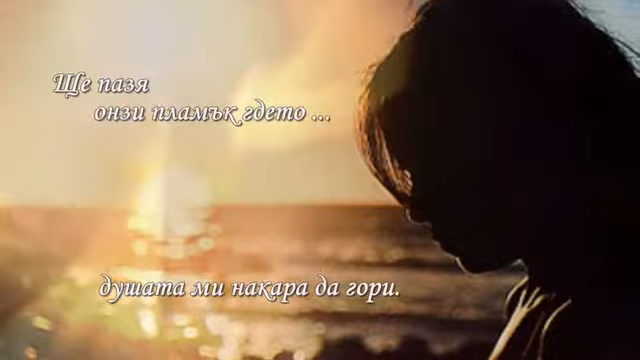 Ще пазя
онзи пламък гдето ...
душата ми накара да гори.